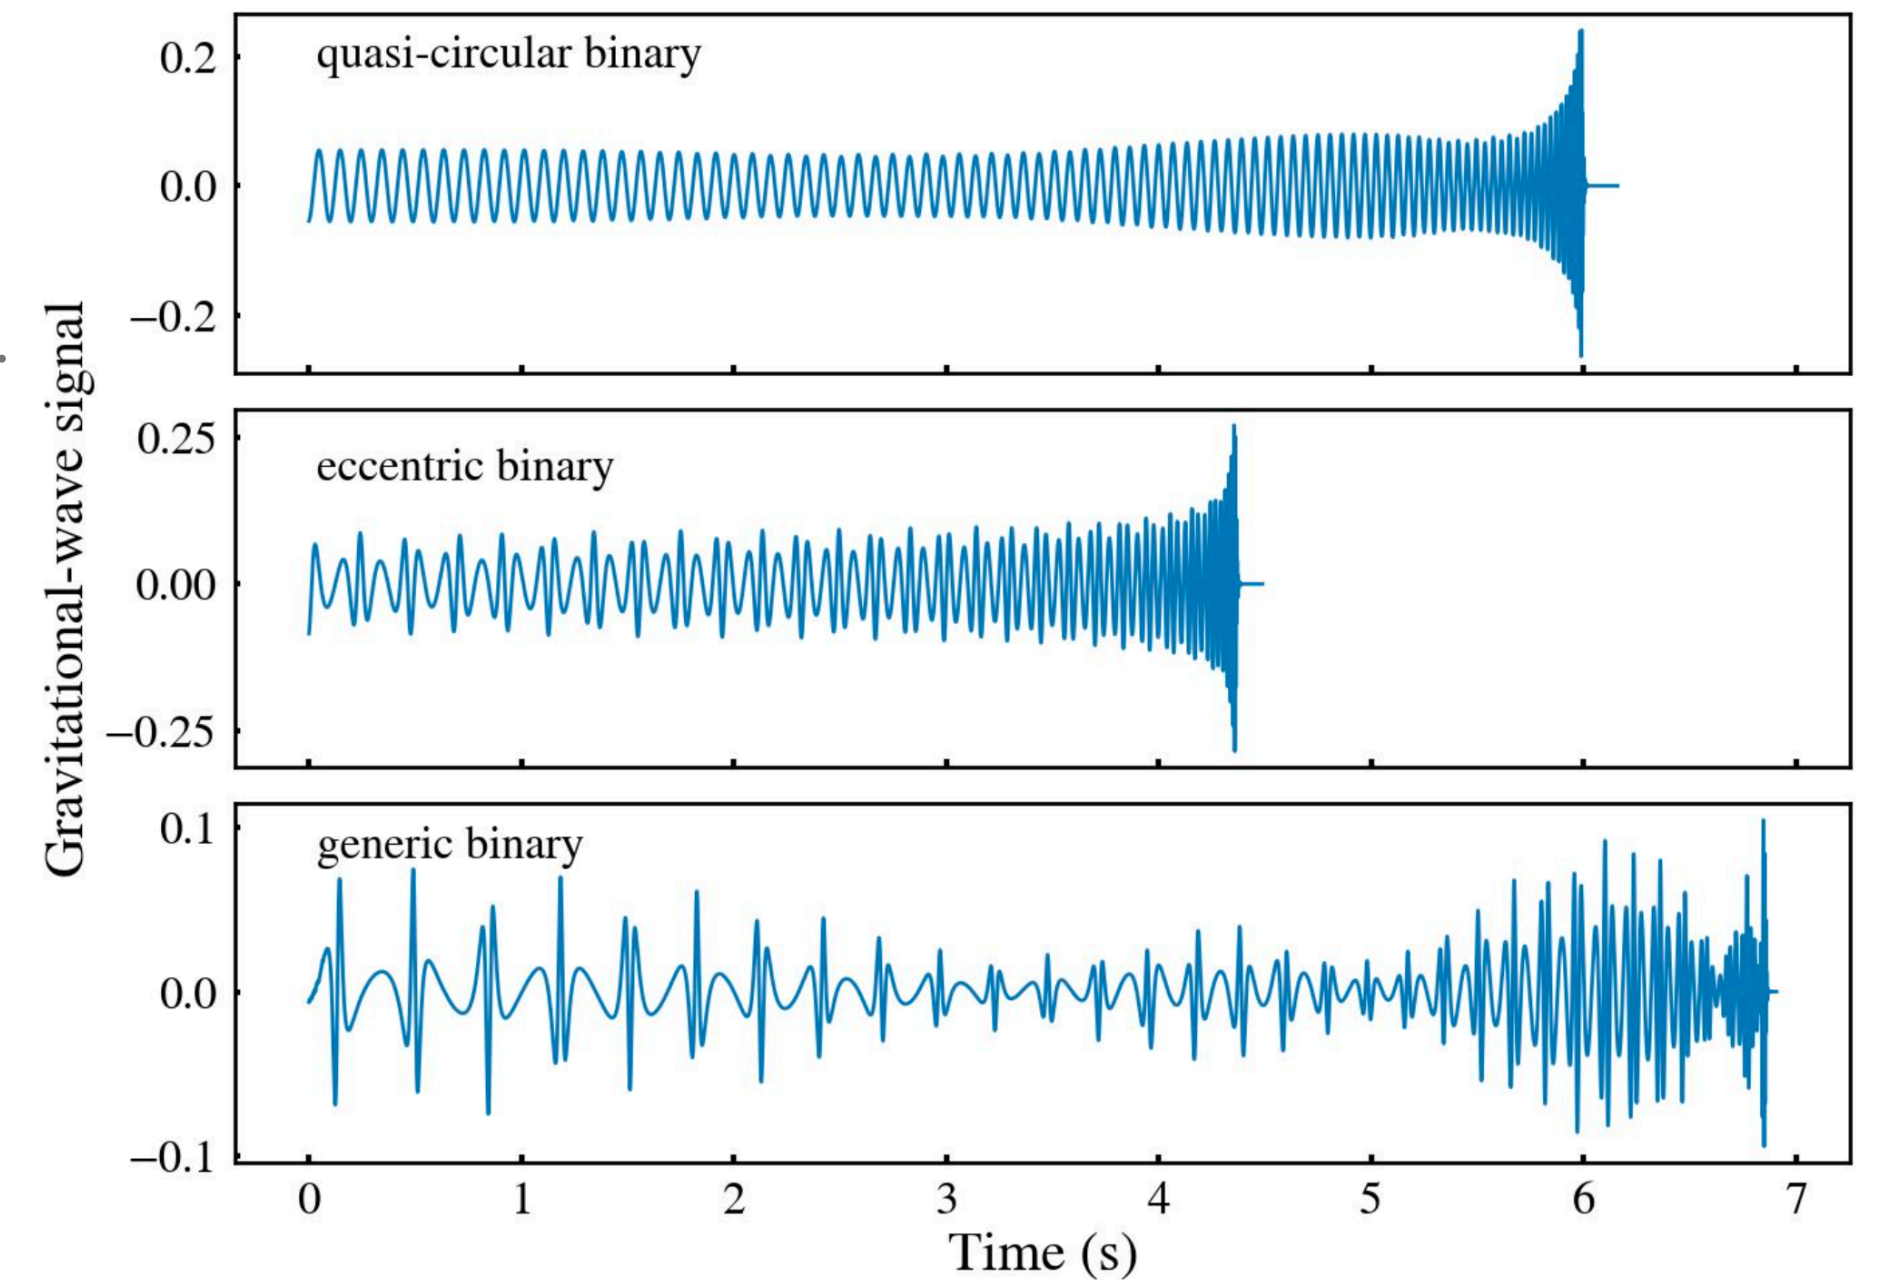 Gravitational-wave signal
quasi-circular binary
0.2
0.0
−0.2
eccentric binary
0.25
0.00
−0.25
generic binary
0.1
0.0
−0.1
0 1 2 3 4 5 6 7
Time (s)